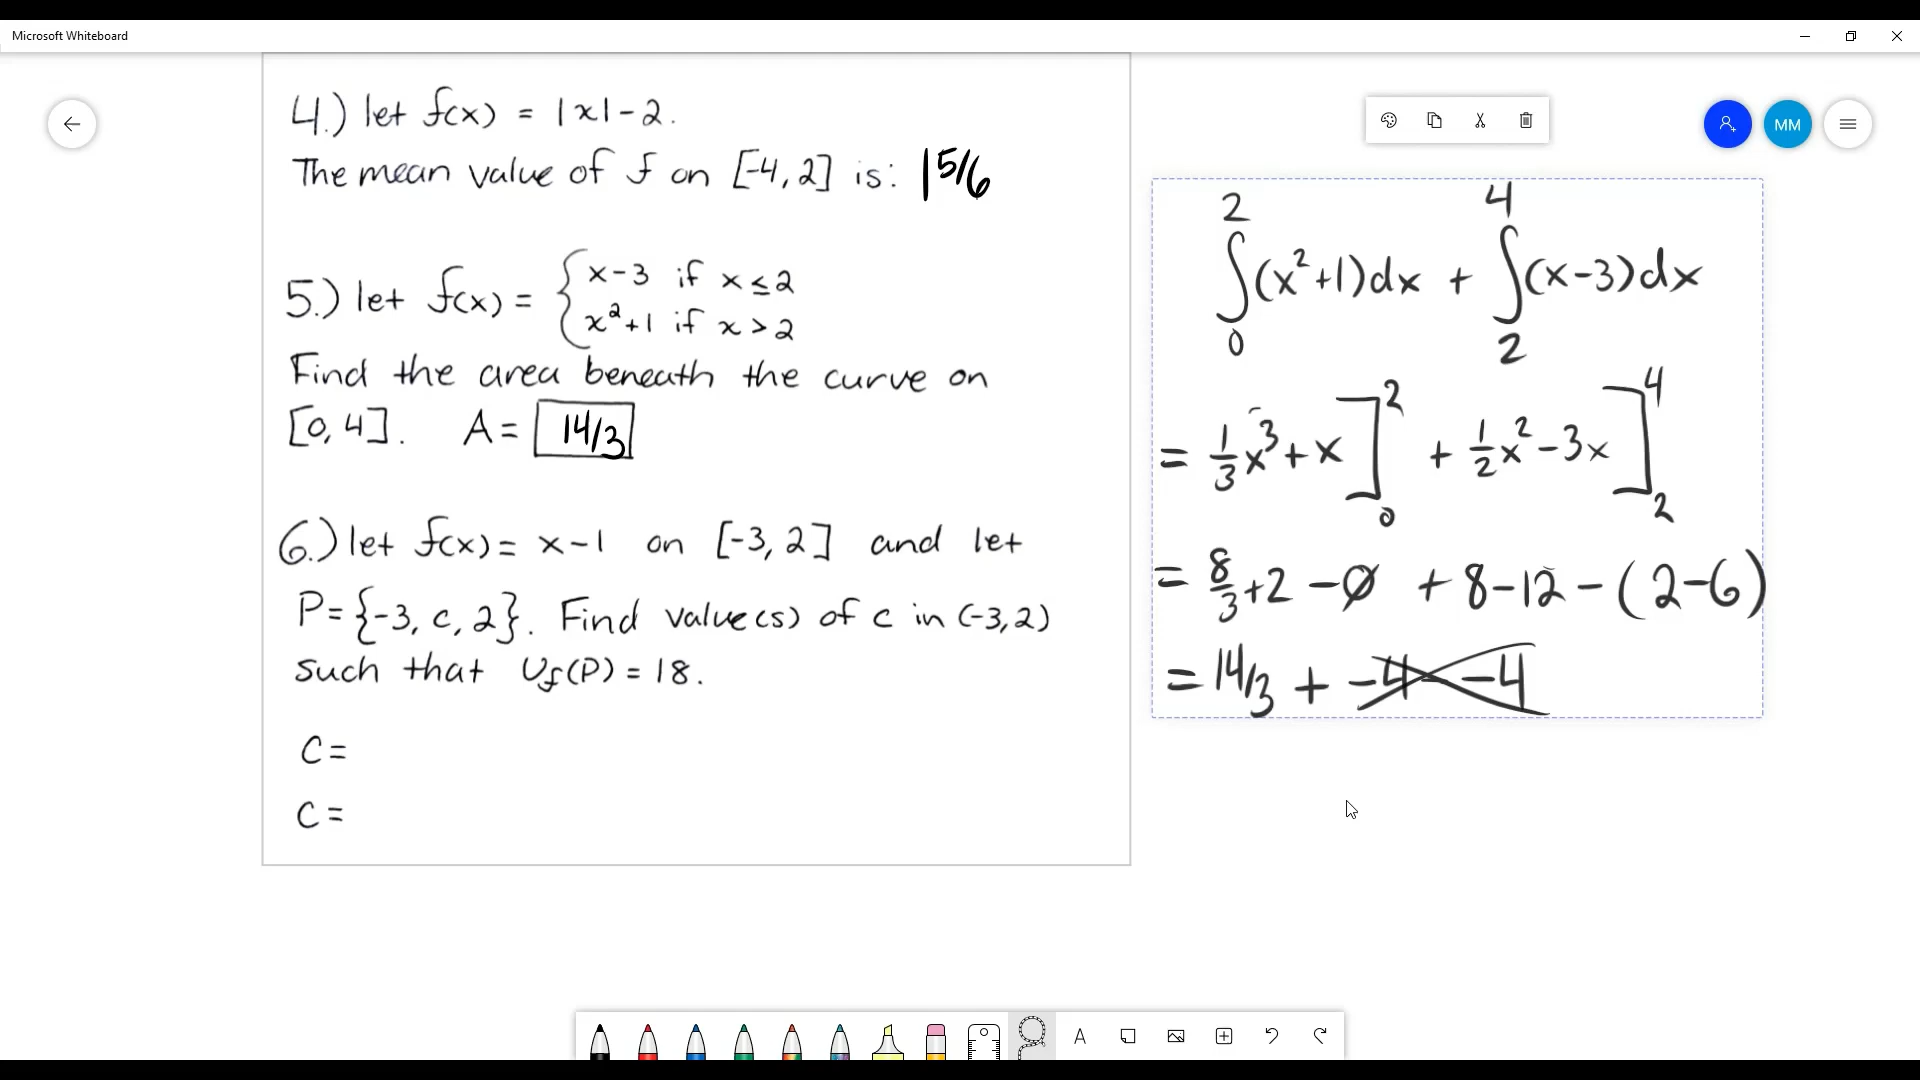 Microsoft Whiteboard
MM
4.) let f(x) = |x| - 2.
The mean value of f on [-4, 2] is: 1 5/6
5.) let f(x) = { x - 3 if x ≤ 2
x² + 1 if x > 2
Find the area beneath the curve on
[0, 4]. A = 14/3
6.) let f(x) = x - 1 on [-3, 2] and let
P = {-3, c, 2}. Find value(s) of c in (-3, 2)
such that U_f(P) = 18.
C =
C =
∫₀² (x² + 1) dx + ∫₂⁴ (x - 3) dx
= 1/3 x³ + x ]₀² + 1/2 x² - 3x ]₂⁴
= 8/3 + 2 - 0 + 8 - 12 - (2 - 6)
= 14/3 + -4 - -4
A